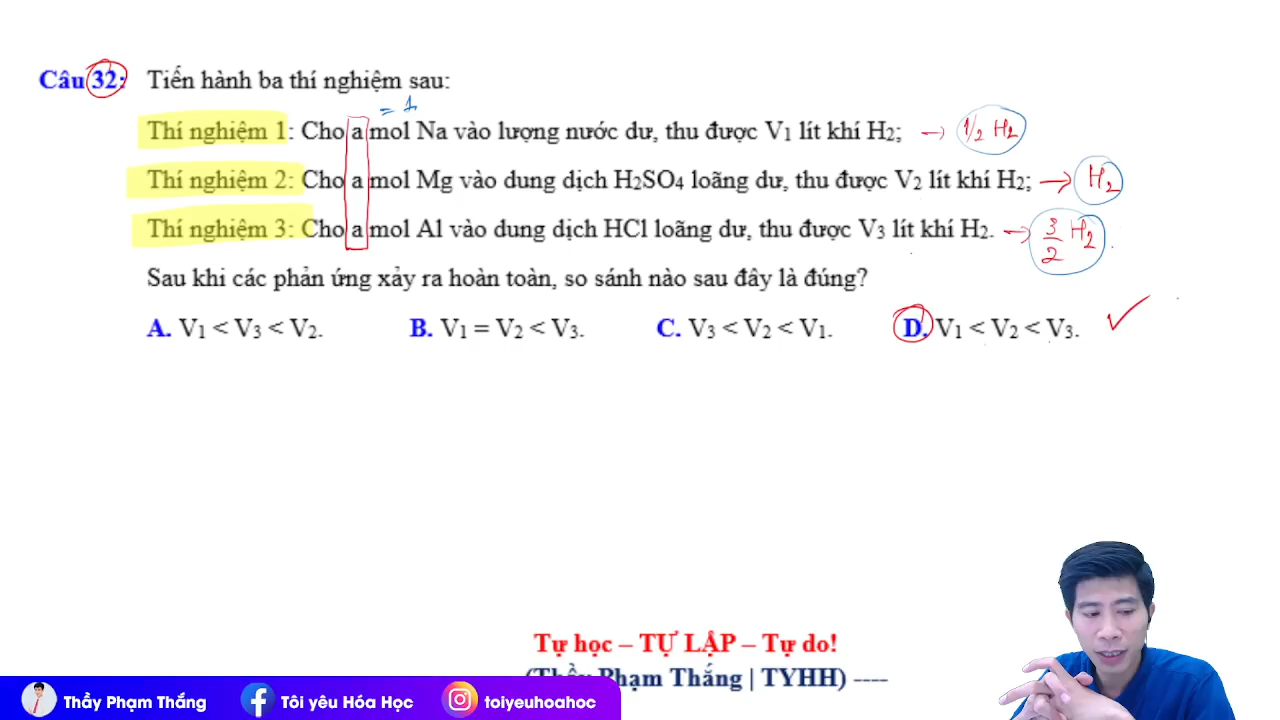 Câu 32: Tiến hành ba thí nghiệm sau:
= 1
Thí nghiệm 1: Cho a mol Na vào lượng nước dư, thu được V1 lít khí H2; → 1/2 H2
Thí nghiệm 2: Cho a mol Mg vào dung dịch H2SO4 loãng dư, thu được V2 lít khí H2; → H2
Thí nghiệm 3: Cho a mol Al vào dung dịch HCl loãng dư, thu được V3 lít khí H2. → 3/2 H2
Sau khi các phản ứng xảy ra hoàn toàn, so sánh nào sau đây là đúng?
A. V1 < V3 < V2. B. V1 = V2 < V3. C. V3 < V2 < V1. D. V1 < V2 < V3. ✓
Tự học – TỰ LẬP – Tự do!
(Thầy Phạm Thắng | TYHH) ----
Thầy Phạm Thắng Tôi yêu Hóa Học toiyeuhoahoc